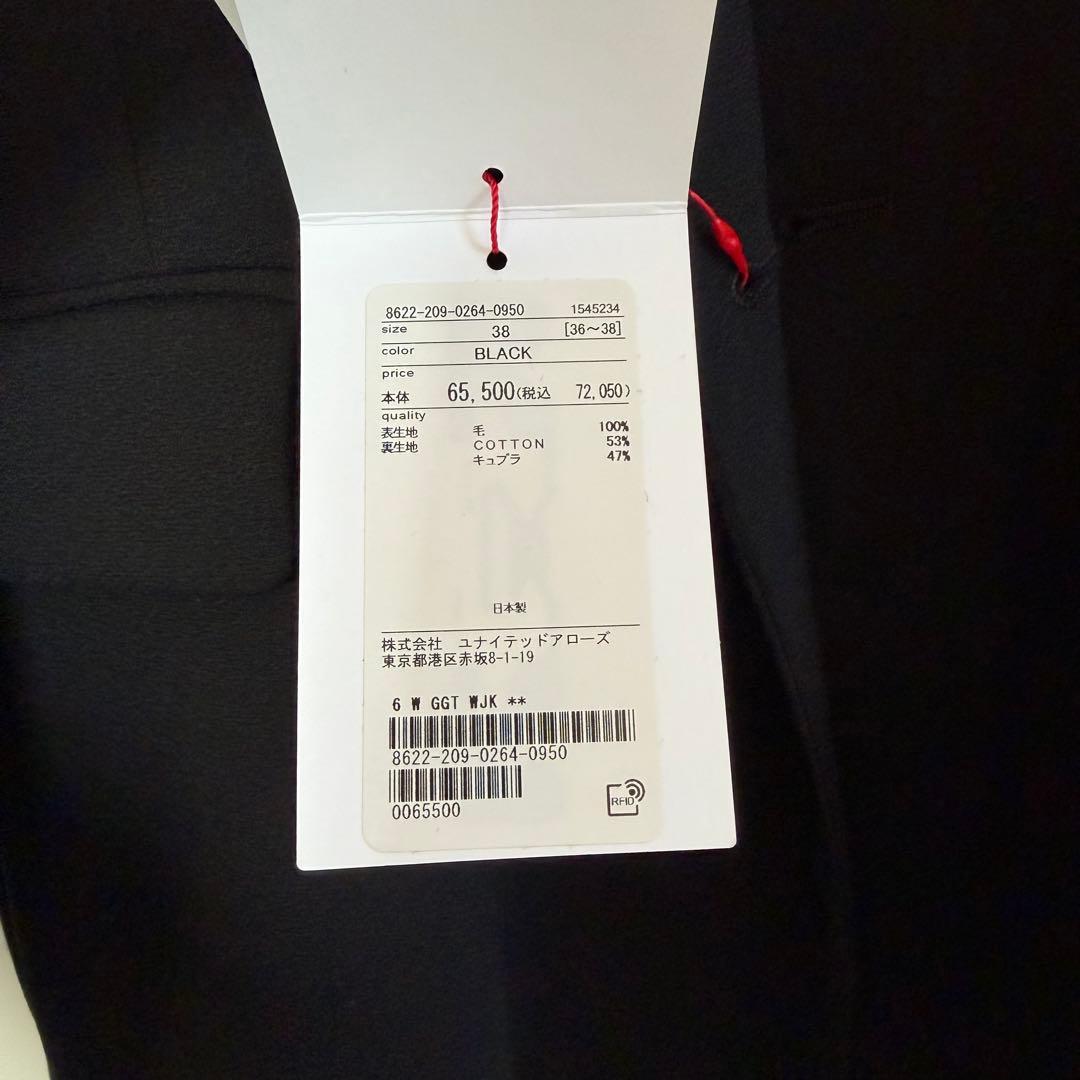 8622-209-0264-0950 1545234
size 38 [36～38]
color BLACK
price
本体 65,500(税込 72,050)
quality
表生地 毛 100%
裏生地 COTTON 53%
キュプラ 47%
日本製
株式会社 ユナイテッドアローズ
東京都港区赤坂8-1-19
6 W GGT WJK **
8622-209-0264-0950
0065500
RFID